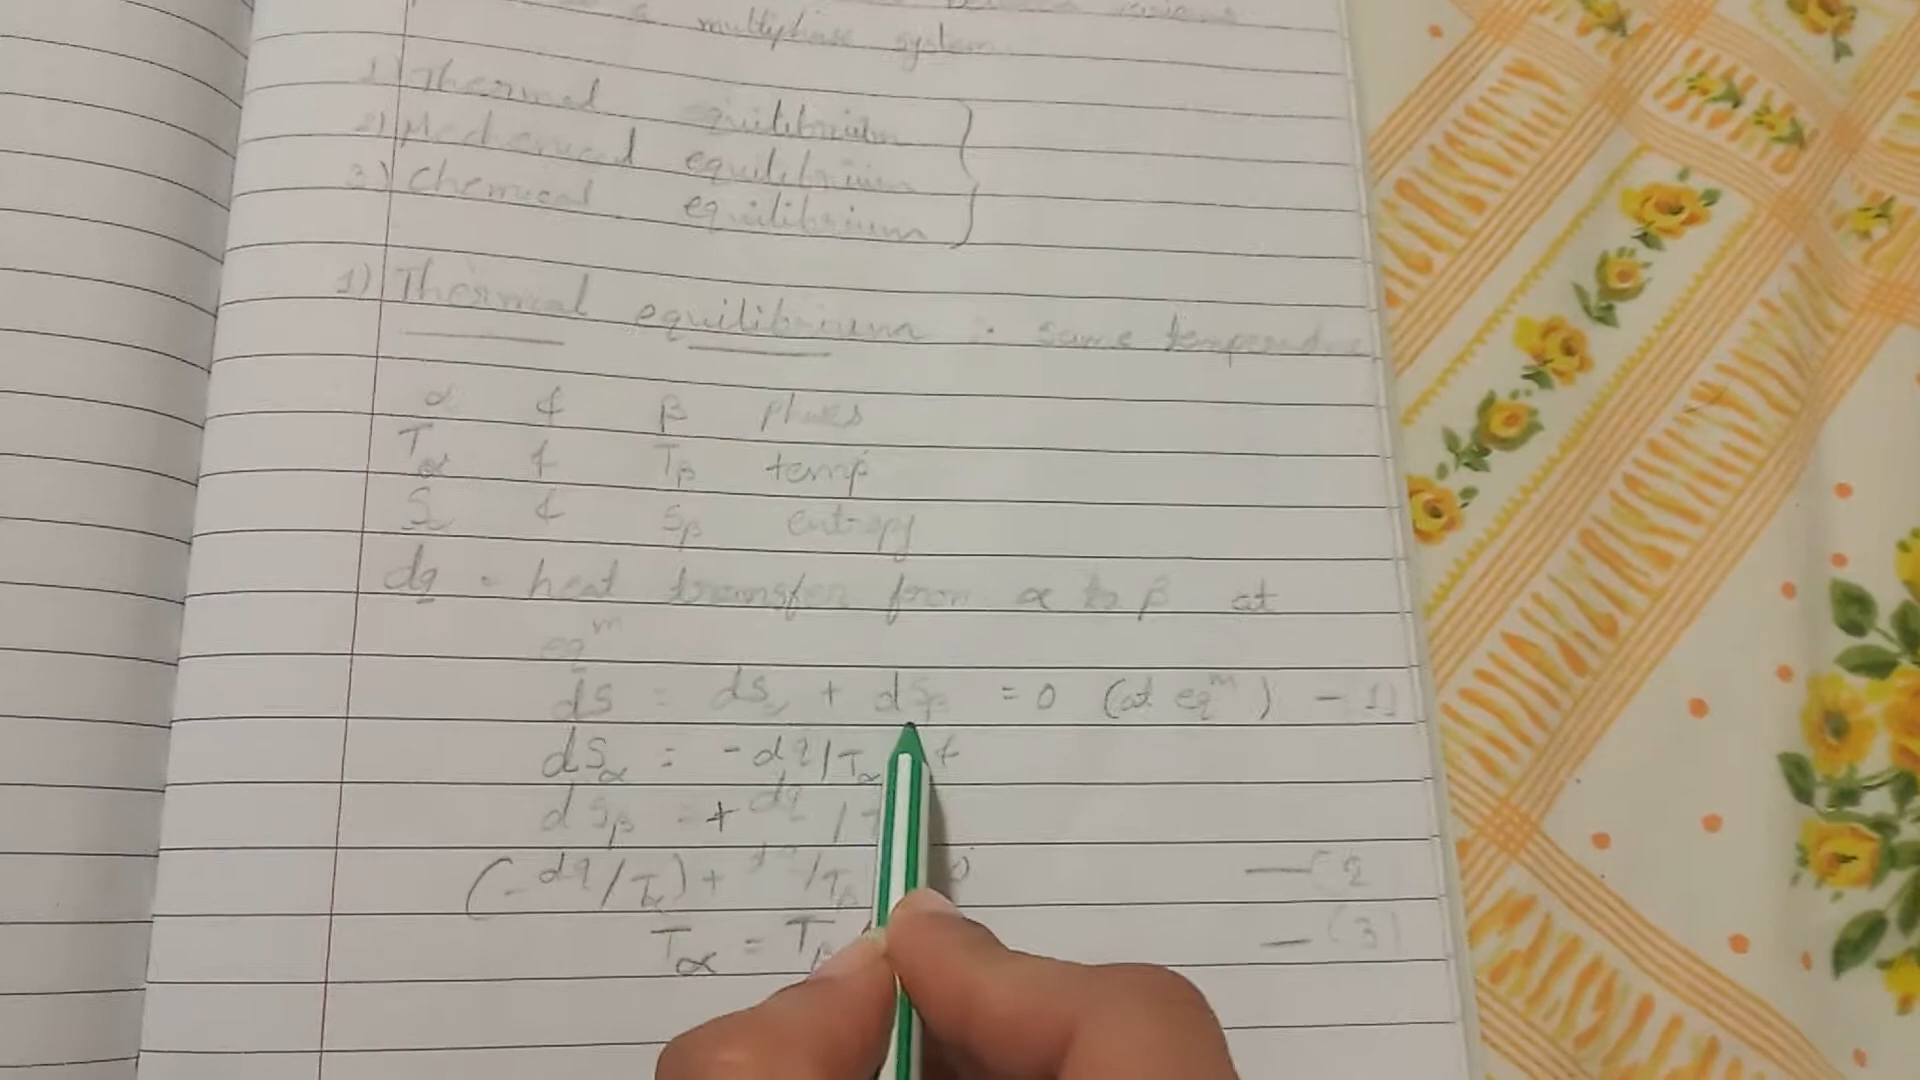 a multiphase system
1) Thermal equilibrium
2) Mechanical equilibrium
3) Chemical equilibrium
1) Thermal equilibrium : same temperature
α & β phases
Tα & Tβ temp
Sα & Sβ entropy
dq = heat transfer from α to β at
eqᵐ
dS = dSα + dSβ = 0 (at eqᵐ) - 1)
dSα = -dq/Tα &
dSβ = + dq /
(-dq/Tα) + dq/Tβ — (2
Tα = Tβ — (3)